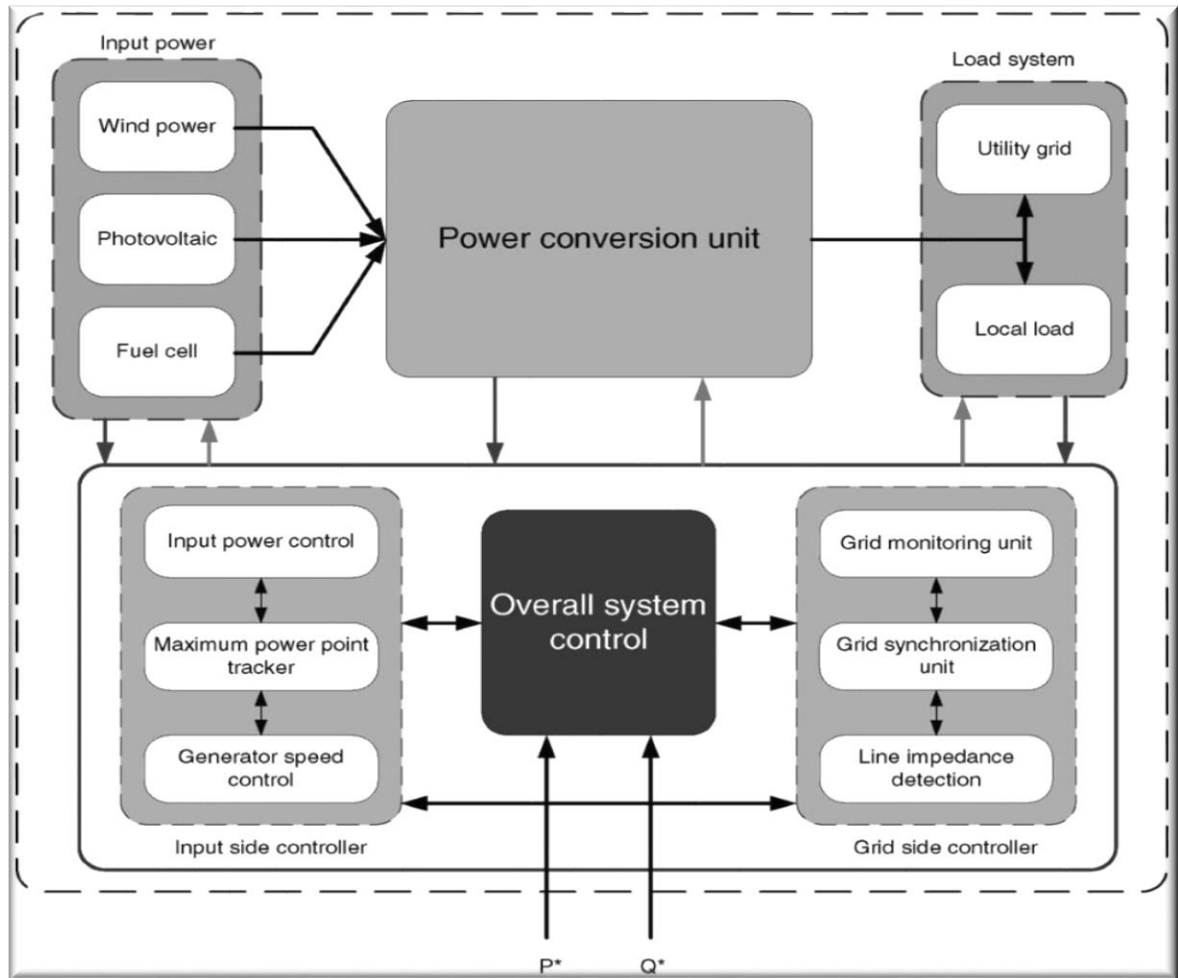 Input power
Wind power
Photovoltaic
Fuel cell
Power conversion unit
Load system
Utility grid
Local load
Input power control
Maximum power point
tracker
Generator speed
control
Input side controller
Overall system
control
Grid monitoring unit
Grid synchronization
unit
Line impedance
detection
Grid side controller
P*
Q*